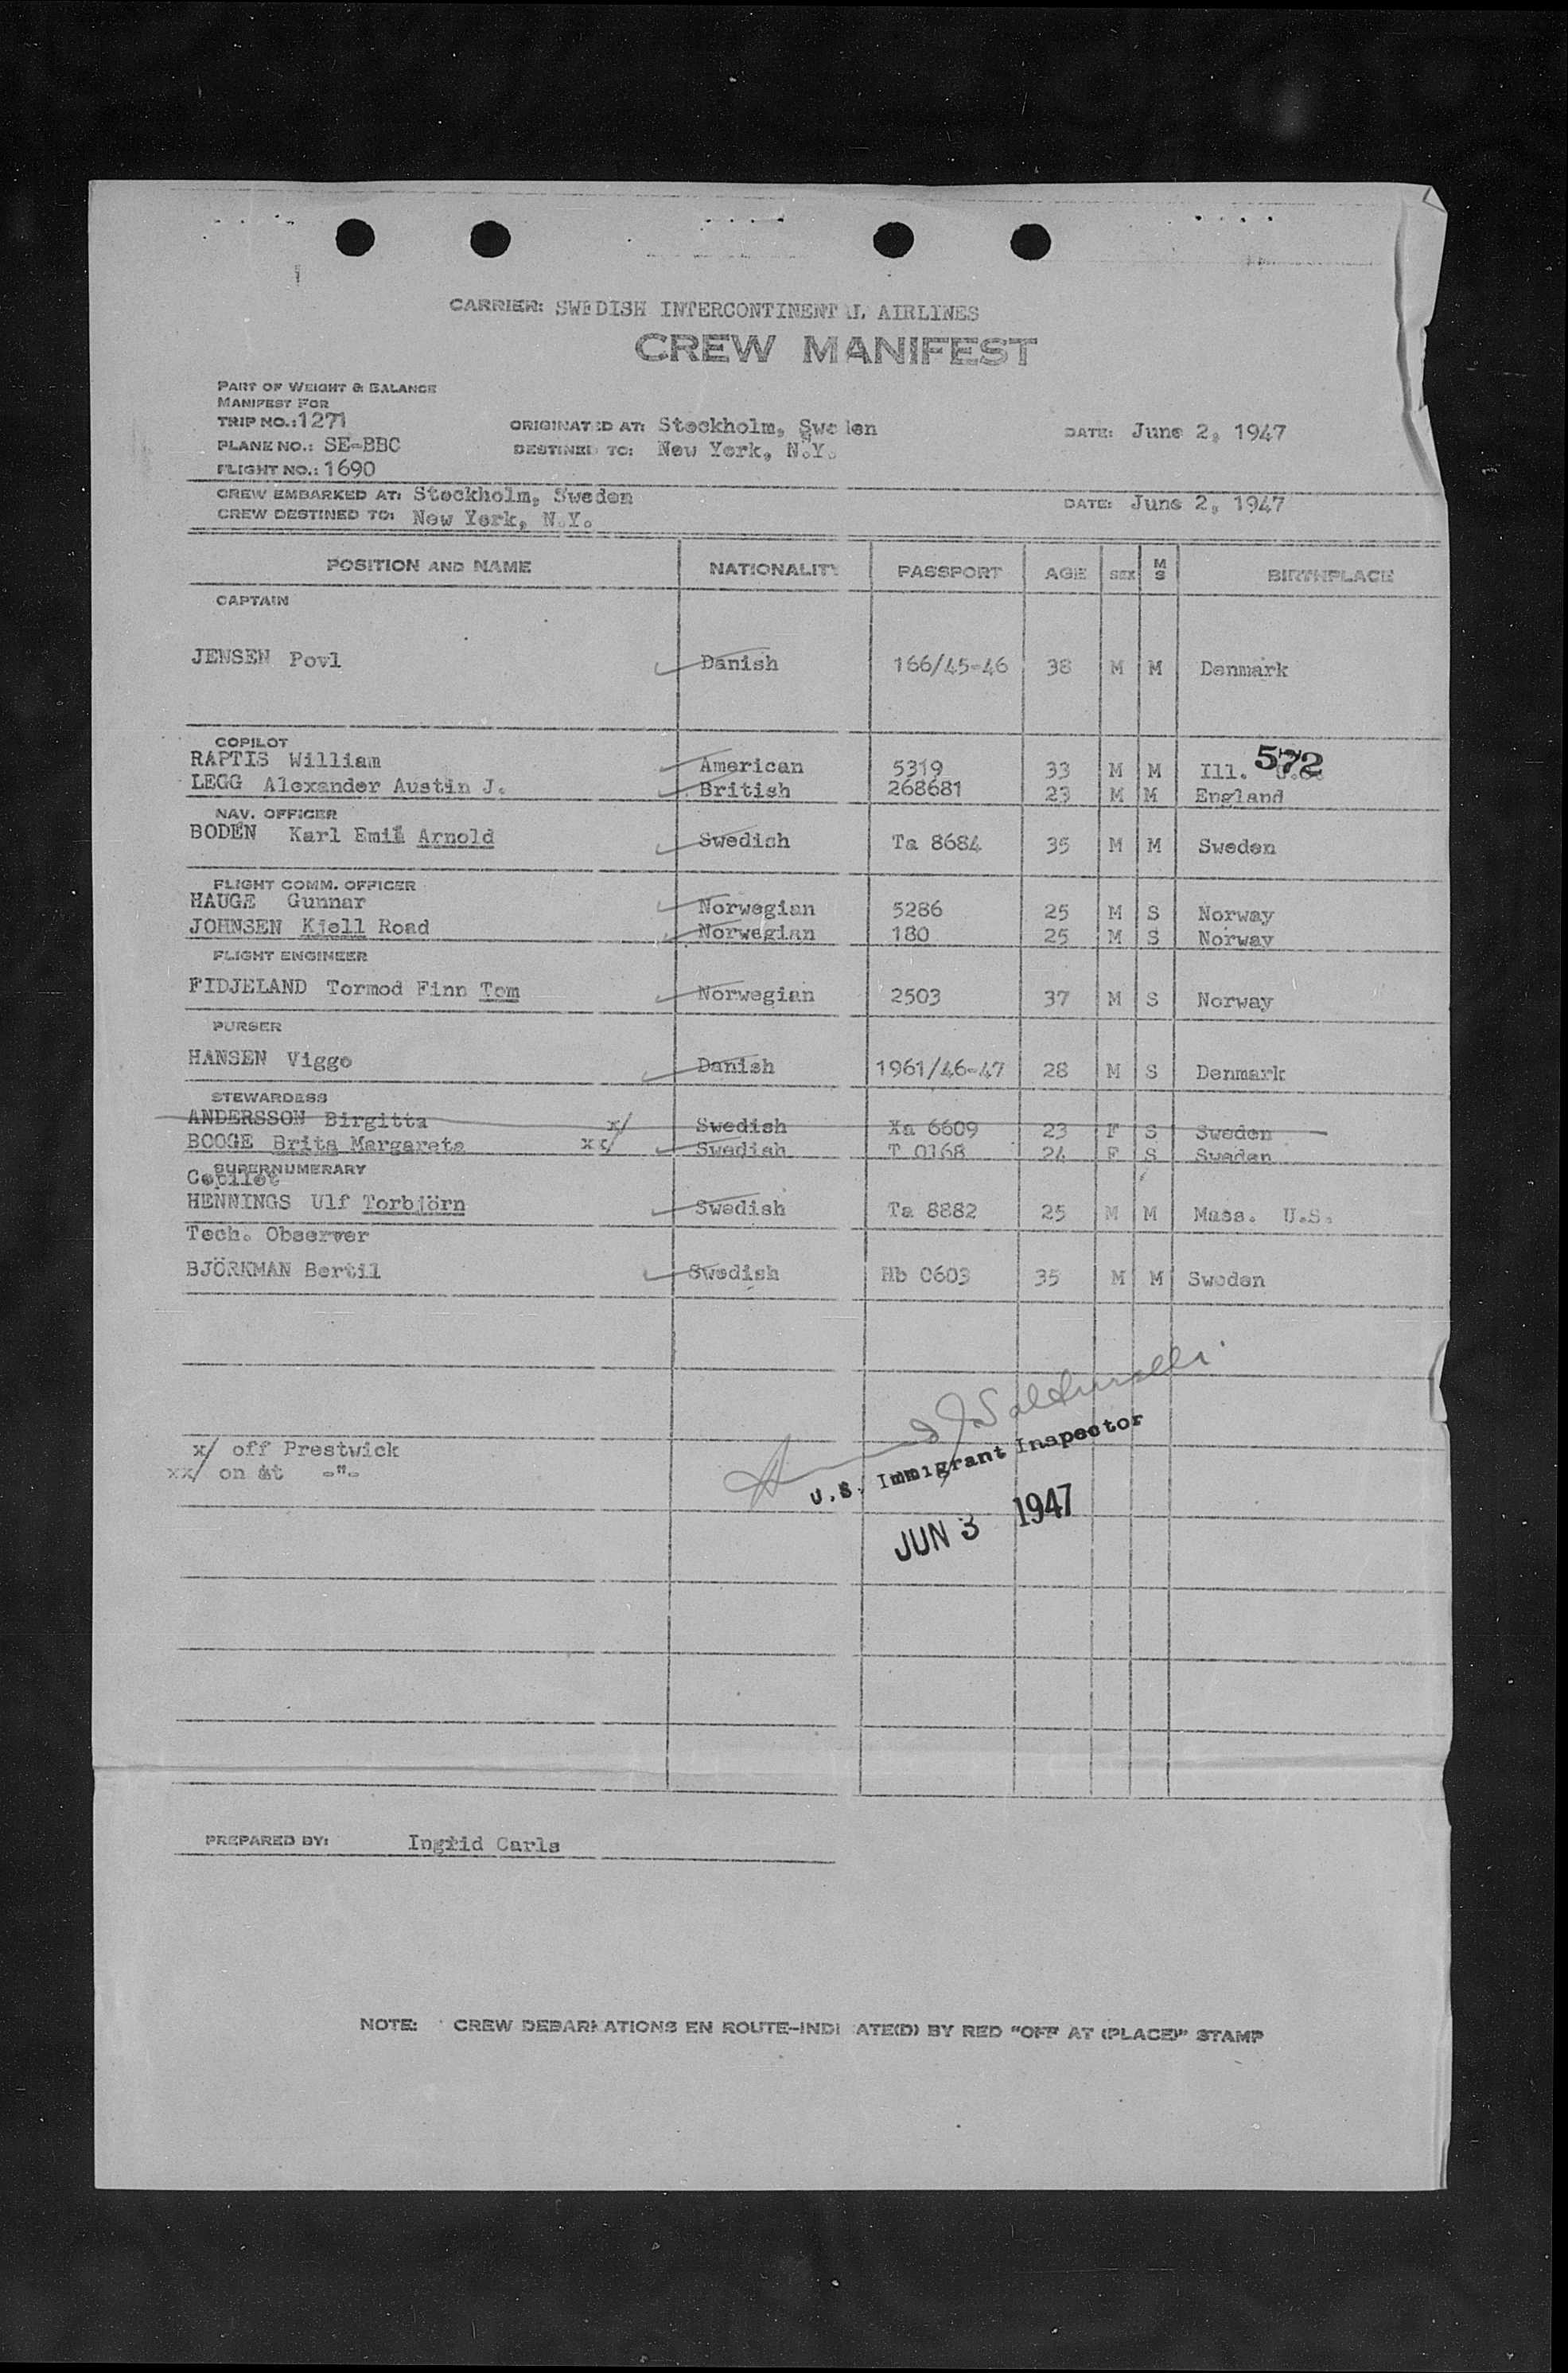 CARRIER: SWEDISH INTERCONTINENTAL AIRLINES
CREW MANIFEST
PART OF WEIGHT & BALANCE
MANIFEST FOR
TRIP NO.: 1271
ORIGINATED AT: Stockholm, Sweden
DATE: June 2, 1947
PLANE NO.: SE-BBC
DESTINED TO: New York, N.Y.
FLIGHT NO.: 1690
CREW EMBARKED AT: Stockholm, Sweden
DATE: June 2, 1947
CREW DESTINED TO: New York, N.Y.
POSITION AND NAME NATIONALITY PASSPORT AGE SEX M S BIRTHPLACE
CAPTAIN
JENSEN Povl Danish 166/45-46 38 M M Denmark
COPILOT
RAPTIS William American 5319 33 M M Ill. 572
LEGG Alexander Austin J. British 268681 23 M M England
NAV. OFFICER
BODÉN Karl Emil Arnold Swedish Ta 8684 35 M M Sweden
FLIGHT COMM. OFFICER
HAUGE Gunnar Norwegian 5286 25 M S Norway
JOHNSEN Kjell Road Norwegian 180 25 M S Norway
FLIGHT ENGINEER
FIDJELAND Tormod Finn Tom Norwegian 2503 37 M S Norway
PURSER
HANSEN Viggo Danish 1961/46-47 28 M S Denmark
STEWARDESS
ANDERSSON Birgitta x/ Swedish Xa 6609 23 F S Sweden
BOOGE Brita Margareta xx/ Swedish T 0168 24 F S Sweden
SUPERNUMERARY
Copilot
HENNINGS Ulf Torbjörn Swedish Ta 8882 25 M M Mass. U.S.
Tech. Observer
BJÖRKMAN Bertil Swedish Hb 0603 35 M M Sweden
x/ off Prestwick
xx/ on at -"-
U.S. Immigrant Inspector
JUN 3 1947
PREPARED BY: Ingrid Carls
NOTE: CREW DEBARKATIONS EN ROUTE-INDICATE(D) BY RED "OFF AT (PLACE)" STAMP